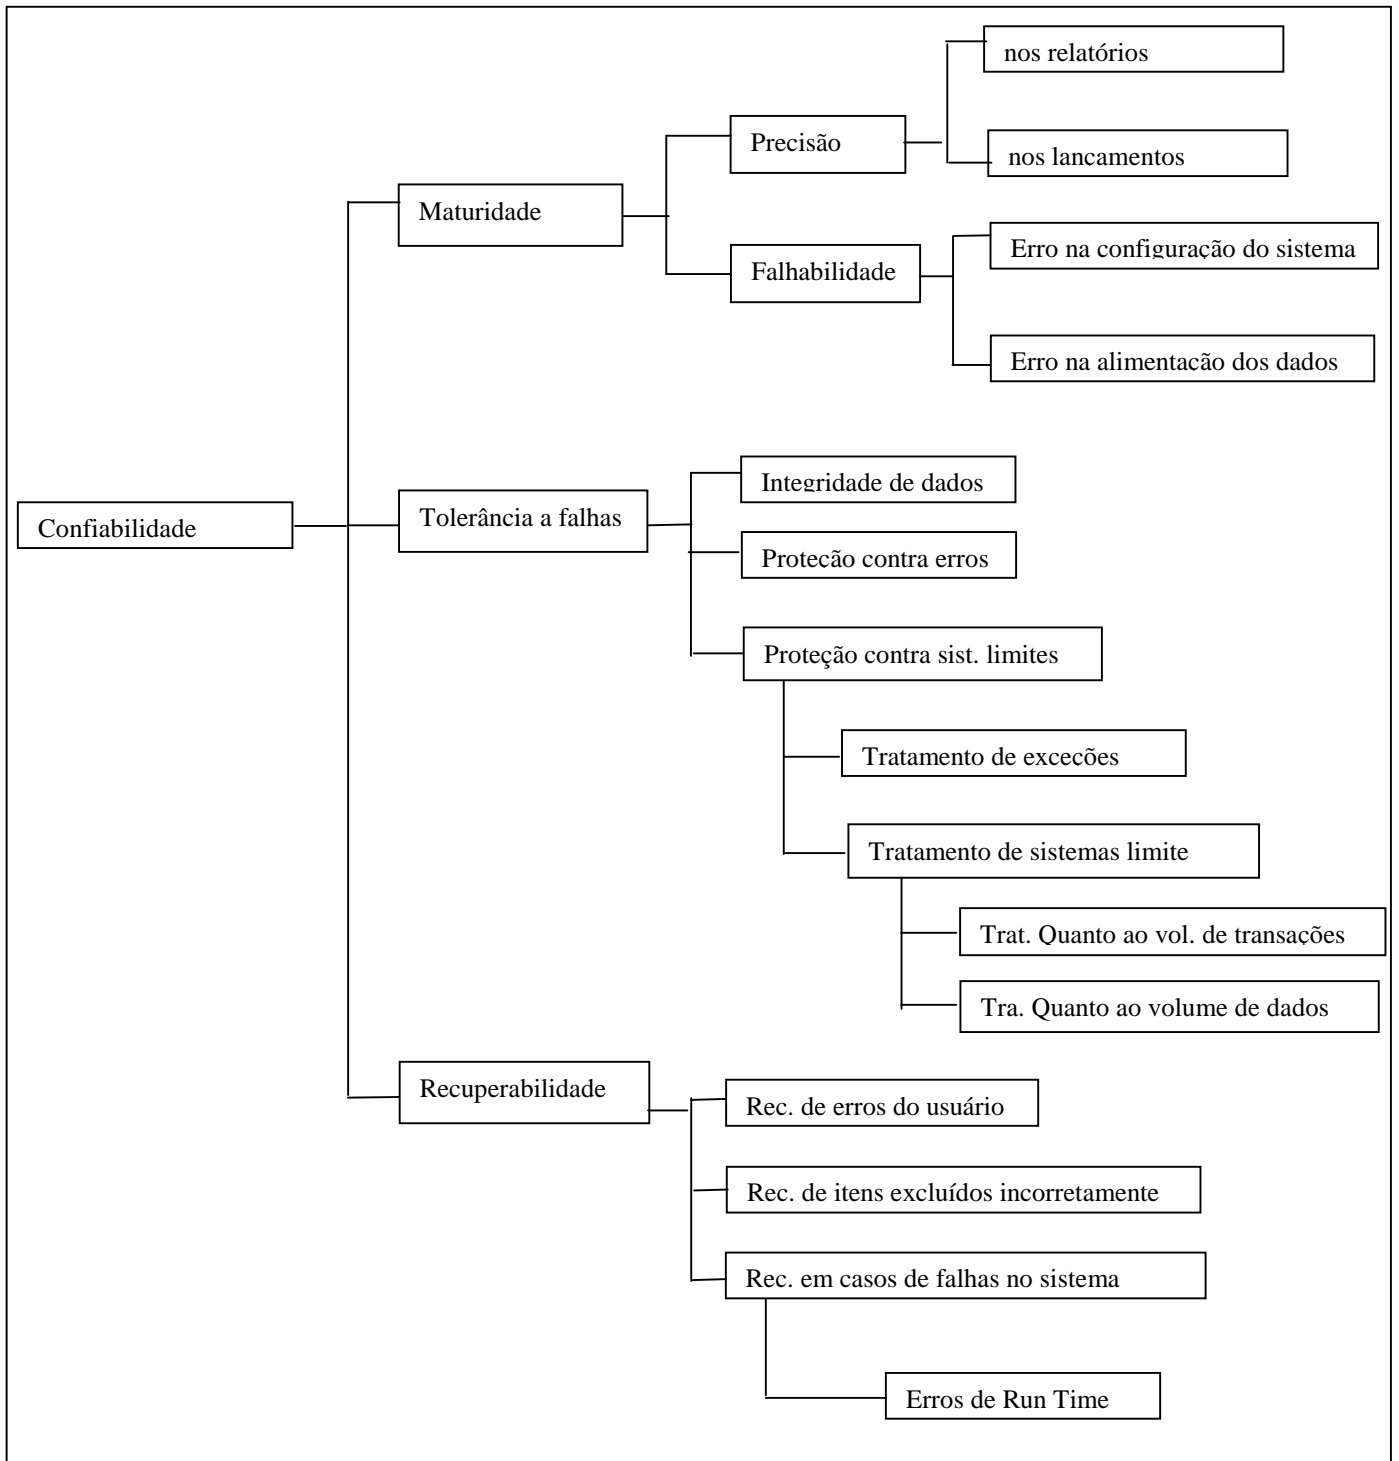 nos relatórios
Precisão
nos lancamentos
Maturidade
Erro na configuração do sistema
Falhabilidade
Erro na alimentação dos dados
Integridade de dados
Confiabilidade
Tolerância a falhas
Proteção contra erros
Proteção contra sist. limites
Tratamento de exceções
Tratamento de sistemas limite
Trat. Quanto ao vol. de transações
Tra. Quanto ao volume de dados
Recuperabilidade
Rec. de erros do usuário
Rec. de itens excluídos incorretamente
Rec. em casos de falhas no sistema
Erros de Run Time